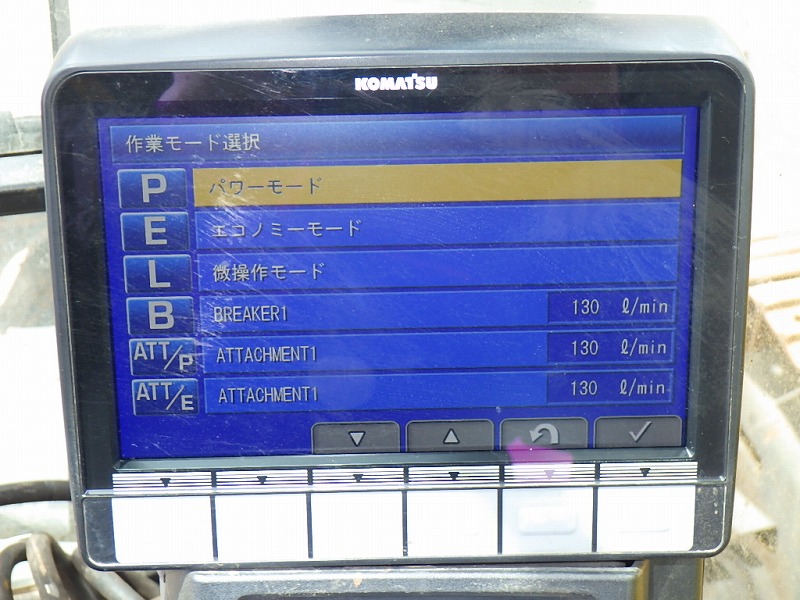 KOMATSU
作業モード選択
P パワーモード
E エコノミーモード
L 微操作モード
B BREAKER1 130 ℓ/min
ATT/P ATTACHMENT1 130 ℓ/min
ATT/E ATTACHMENT1 130 ℓ/min